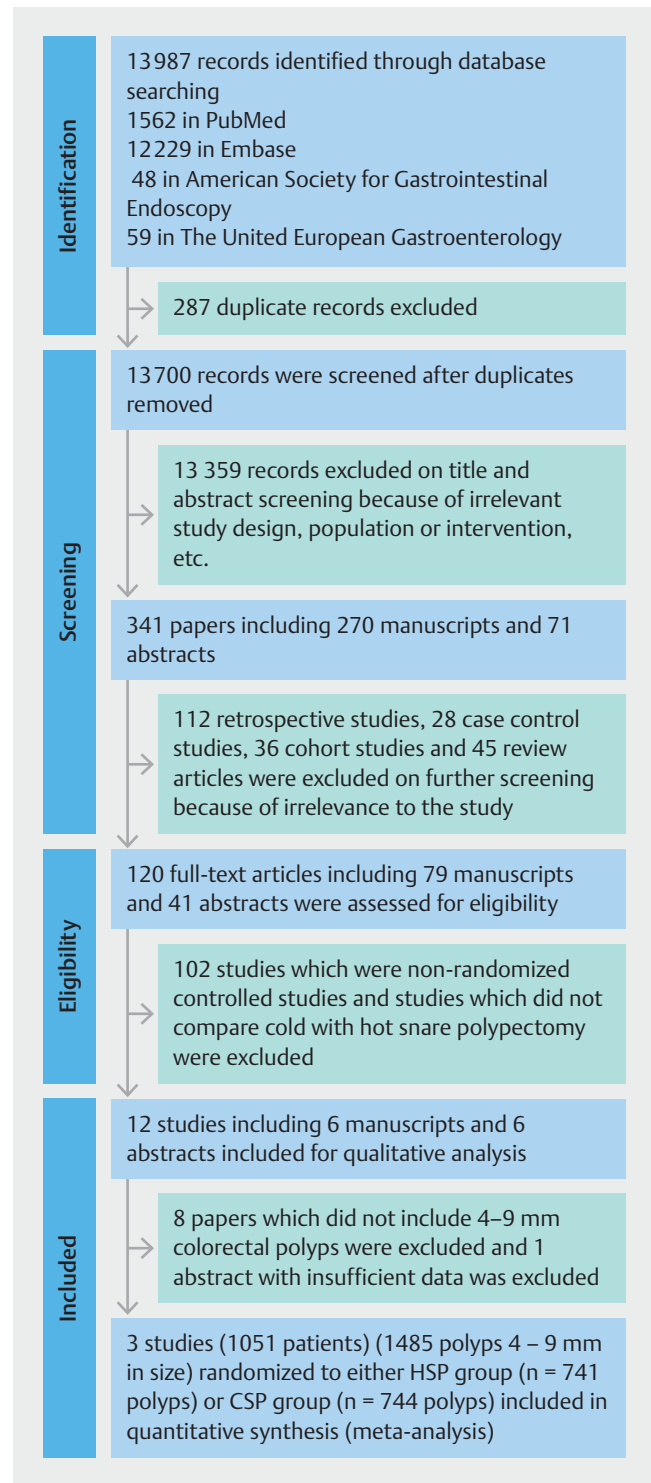 Identification
13 987 records identified through database
searching
1562 in PubMed
12 229 in Embase
48 in American Society for Gastrointestinal
Endoscopy
59 in The United European Gastroenterology
287 duplicate records excluded
Screening
13 700 records were screened after duplicates
removed
13 359 records excluded on title and
abstract screening because of irrelevant
study design, population or intervention,
etc.
341 papers including 270 manuscripts and 71
abstracts
112 retrospective studies, 28 case control
studies, 36 cohort studies and 45 review
articles were excluded on further screening
because of irrelevance to the study
Eligibility
120 full-text articles including 79 manuscripts
and 41 abstracts were assessed for eligibility
102 studies which were non-randomized
controlled studies and studies which did not
compare cold with hot snare polypectomy
were excluded
Included
12 studies including 6 manuscripts and 6
abstracts included for qualitative analysis
8 papers which did not include 4–9 mm
colorectal polyps were excluded and 1
abstract with insufficient data was excluded
3 studies (1051 patients) (1485 polyps 4 – 9 mm
in size) randomized to either HSP group (n = 741
polyps) or CSP group (n = 744 polyps) included in
quantitative synthesis (meta-analysis)